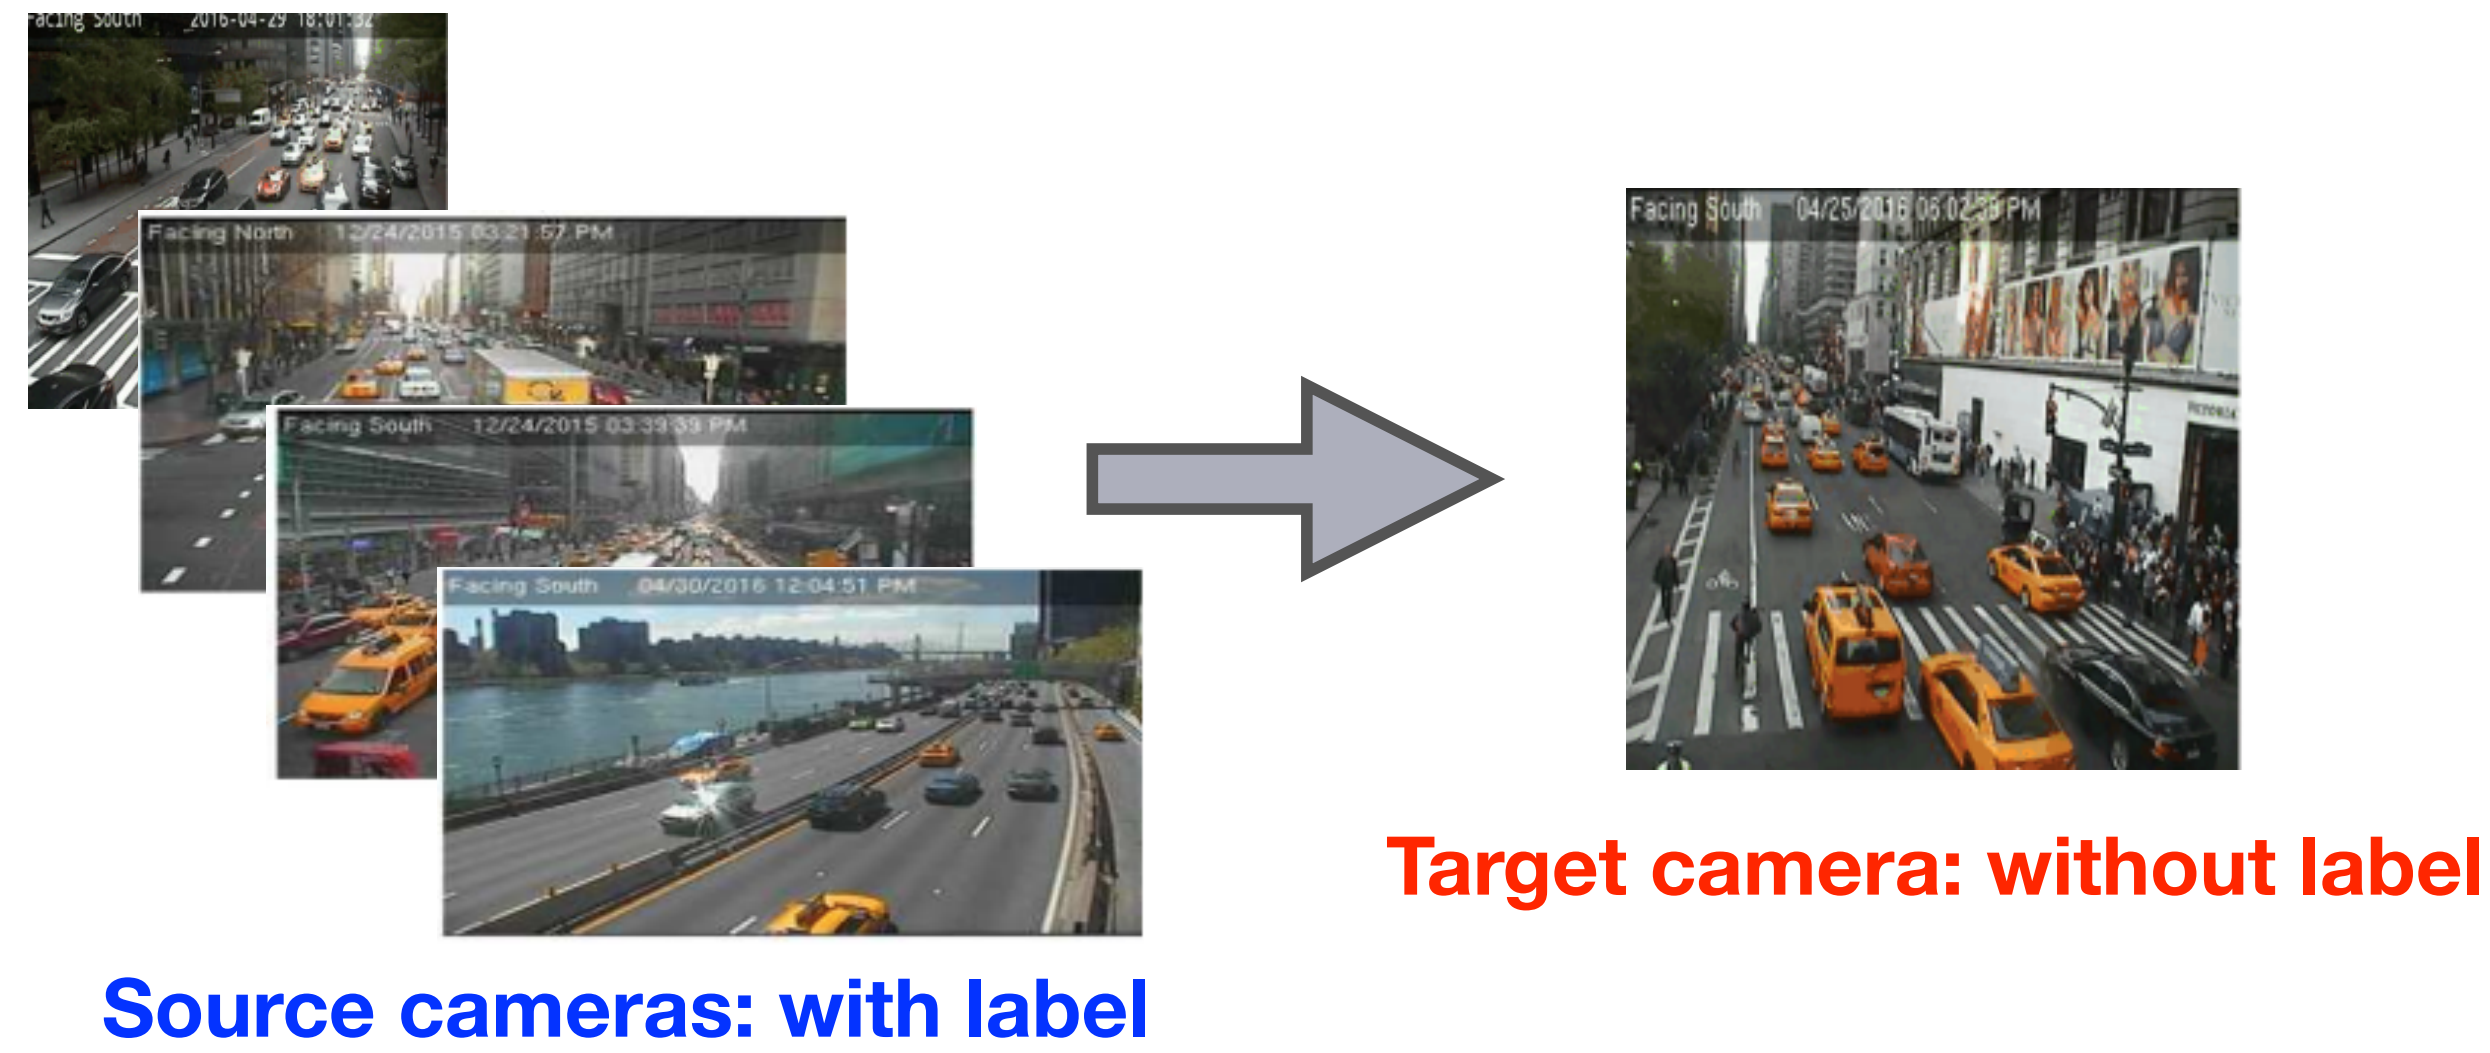 Facing South 2016-04-29 18:01:32
Facing North 12/24/2015 03:21:57 PM
Facing South 12/24/2015 03:39:39 PM
Facing South 04/30/2016 12:04:51 PM
Source cameras: with label
Facing South 04/25/2016 06:02:39 PM
Target camera: without label